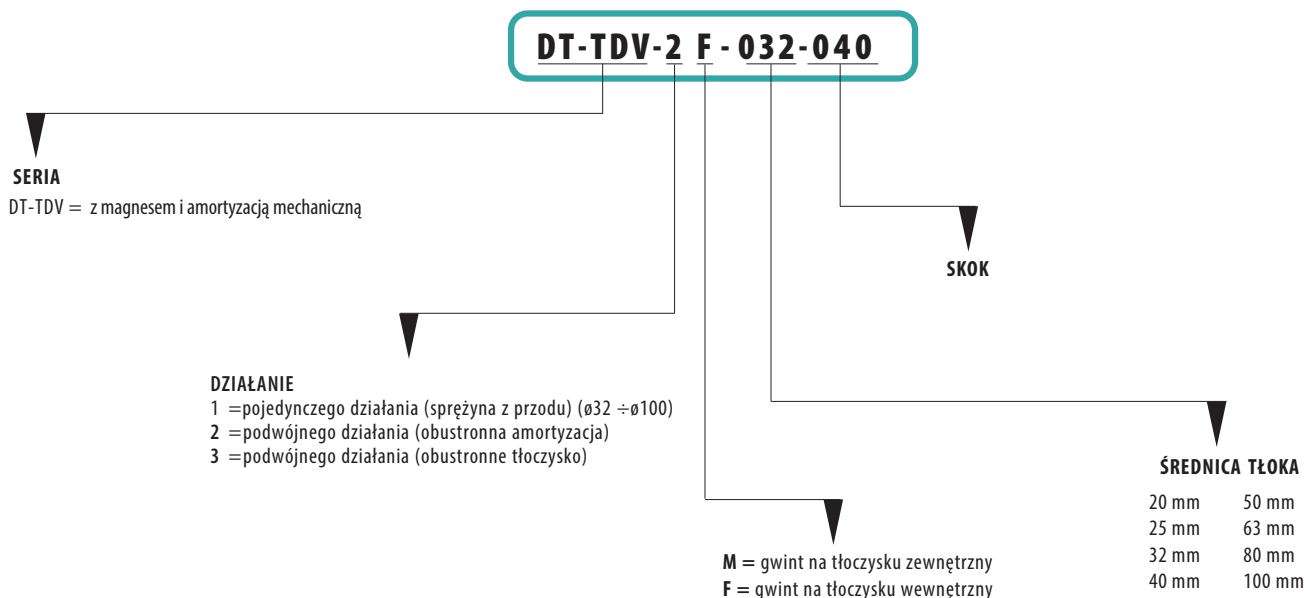 DT-TDV-2 F - 032-040
SERIA
DT-TDV = z magnesem i amortyzacją mechaniczną
SKOK
DZIAŁANIE
1 =pojedynczego działania (sprężyna z przodu) (ø32 ÷ø100)
2 =podwójnego działania (obustronna amortyzacja)
3 =podwójnego działania (obustronne tłoczysko)
ŚREDNICA TŁOKA
20 mm 50 mm
25 mm 63 mm
32 mm 80 mm
40 mm 100 mm
M = gwint na tłoczysku zewnętrzny
F = gwint na tłoczysku wewnętrzny